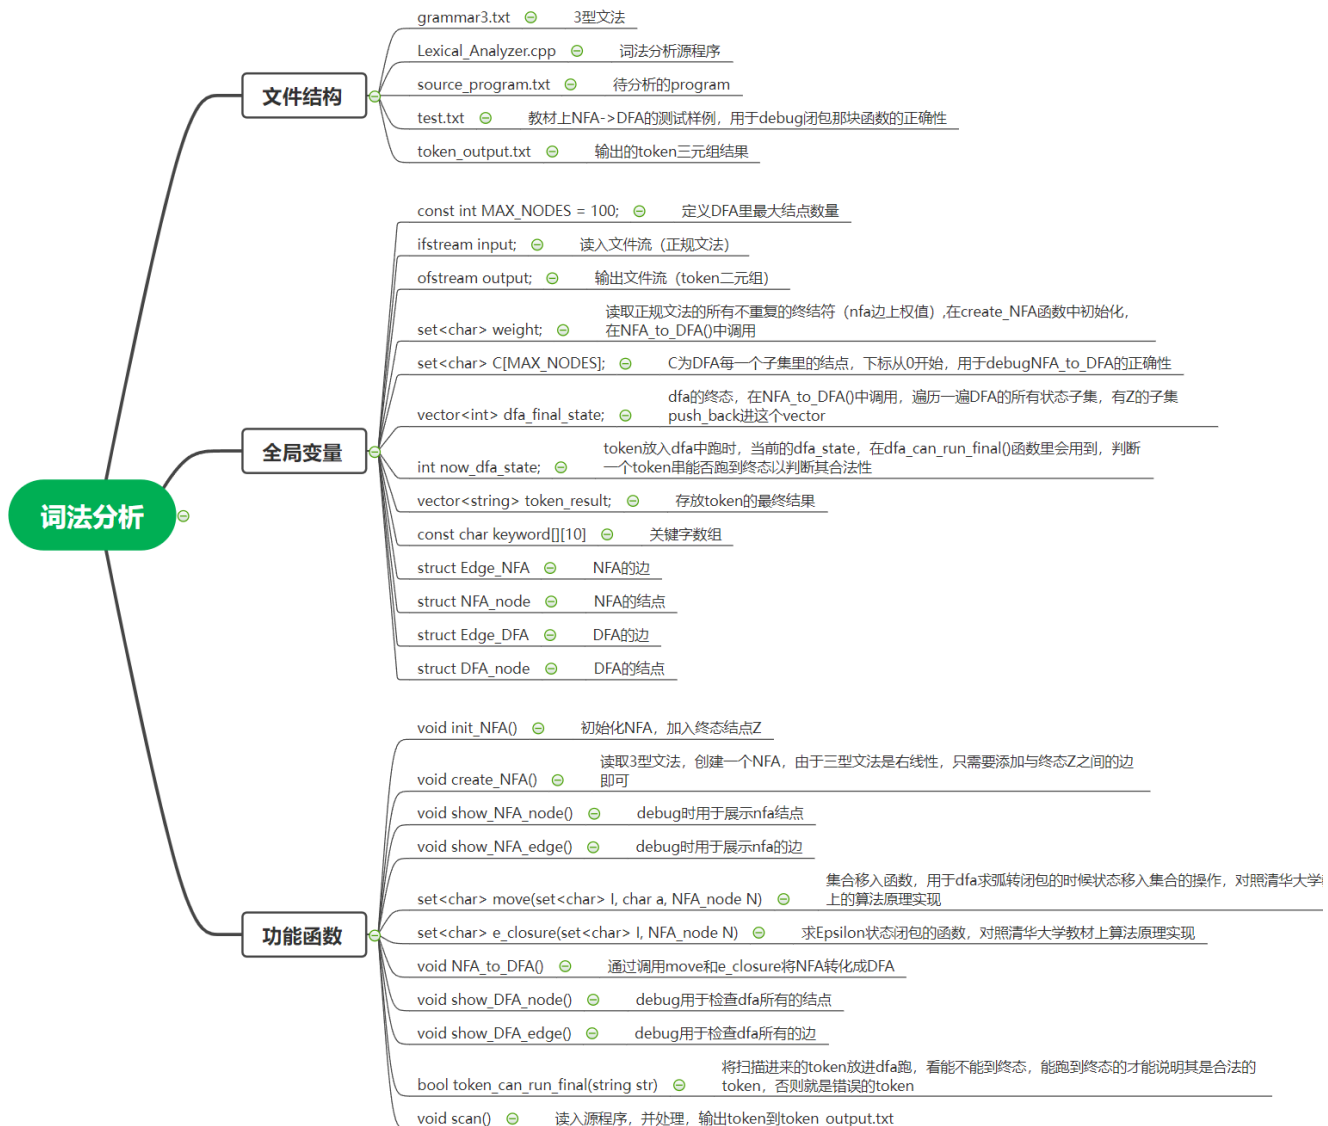 词法分析
文件结构
grammar3.txt 3型文法
Lexical_Analyzer.cpp 词法分析源程序
source_program.txt 待分析的program
test.txt 教材上NFA->DFA的测试样例，用于debug闭包那块函数的正确性
token_output.txt 输出的token三元组结果
全局变量
const int MAX_NODES = 100; 定义DFA里最大结点数量
ifstream input; 读入文件流（正规文法）
ofstream output; 输出文件流（token二元组）
set<char> weight; 读取正规文法的所有不重复的终结符（nfa边上权值）,在create_NFA函数中初始化，
在NFA_to_DFA()中调用
set<char> C[MAX_NODES]; C为DFA每一个子集里的结点，下标从0开始，用于debugNFA_to_DFA的正确性
vector<int> dfa_final_state; dfa的终态，在NFA_to_DFA()中调用，遍历一遍DFA的所有状态子集，有Z的子集
push_back进这个vector
int now_dfa_state; token放入dfa中跑时，当前的dfa_state，在dfa_can_run_final()函数里会用到，判断
一个token串能否跑到终态以判断其合法性
vector<string> token_result; 存放token的最终结果
const char keyword[][10] 关键字数组
struct Edge_NFA NFA的边
struct NFA_node NFA的结点
struct Edge_DFA DFA的边
struct DFA_node DFA的结点
功能函数
void init_NFA() 初始化NFA，加入终态结点Z
void create_NFA() 读取3型文法，创建一个NFA，由于三型文法是右线性，只需要添加与终态Z之间的边
即可
void show_NFA_node() debug时用于展示nfa结点
void show_NFA_edge() debug时用于展示nfa的边
set<char> move(set<char> I, char a, NFA_node N) 集合移入函数，用于dfa求弧转闭包的时候状态移入集合的操作，对照清华大学
上的算法原理实现
set<char> e_closure(set<char> I, NFA_node N) 求Epsilon状态闭包的函数，对照清华大学教材上算法原理实现
void NFA_to_DFA() 通过调用move和e_closure将NFA转化成DFA
void show_DFA_node() debug用于检查dfa所有的结点
void show_DFA_edge() debug用于检查dfa所有的边
bool token_can_run_final(string str) 将扫描进来的token放进dfa跑，看能不能到终态，能跑到终态的才能说明其是合法的
token，否则就是错误的token
void scan() 读入源程序，并处理，输出token到token_output.txt